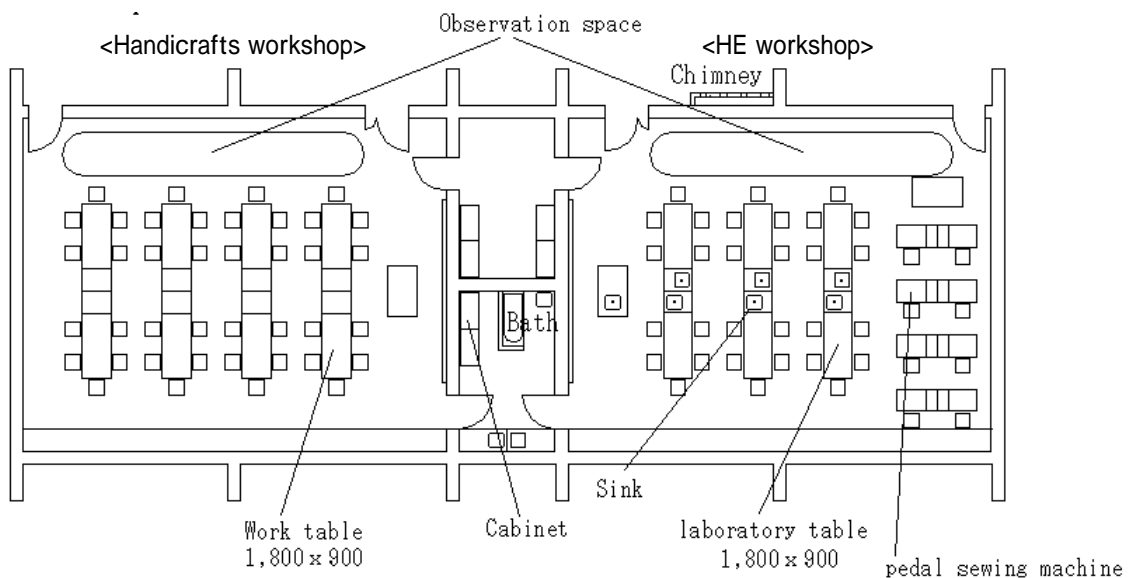 Observation space
<Handicrafts workshop>
<HE workshop>
Chimney
Bath
Sink
Cabinet
Work table
1,800 x 900
laboratory table
1,800 x 900
pedal sewing machine